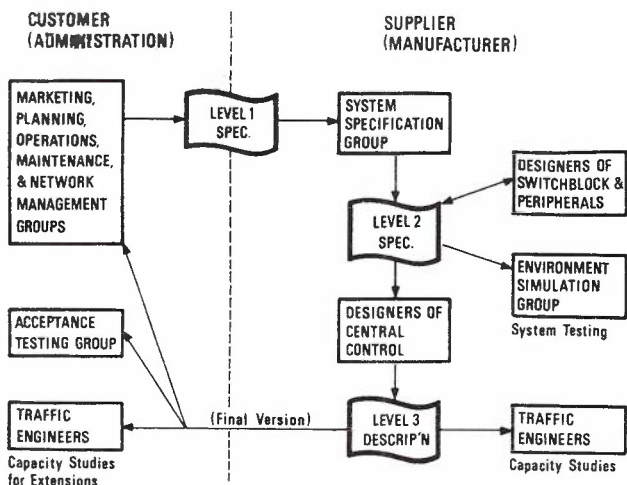 CUSTOMER
(ADMINISTRATION)
SUPPLIER
(MANUFACTURER)
MARKETING,
PLANNING,
OPERATIONS,
MAINTENANCE,
& NETWORK
MANAGEMENT
GROUPS
LEVEL 1
SPEC.
SYSTEM
SPECIFICATION
GROUP
DESIGNERS OF
SWITCHBLOCK &
PERIPHERALS
LEVEL 2
SPEC.
ENVIRONMENT
SIMULATION
GROUP
System Testing
ACCEPTANCE
TESTING GROUP
DESIGNERS OF
CENTRAL
CONTROL
TRAFFIC
ENGINEERS
Capacity Studies
for Extensions
(Final Version)
LEVEL 3
DESCRIP'N
TRAFFIC
ENGINEERS
Capacity Studies